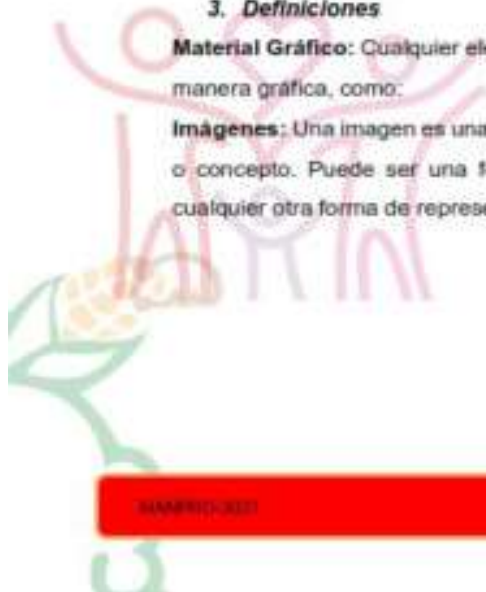 3. Definiciones
Material Gráfico: Cualquier ele
manera gráfica, como:
Imágenes: Una imagen es una
o concepto. Puede ser una f
cualquier otra forma de represe